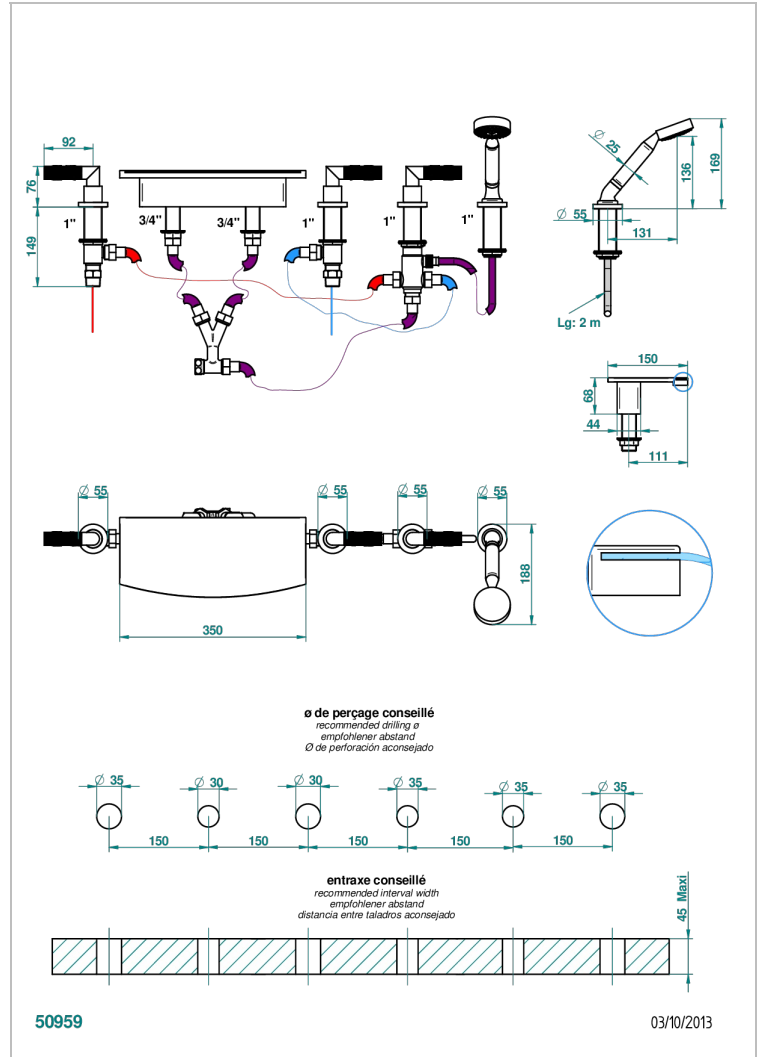 92
76
149
1"
3/4"
3/4"
1"
1"
1"
Ø 25
136
169
Ø 55
131
Lg: 2 m
150
68
44
111
Ø 55
Ø 55
Ø 55
Ø 55
188
350
ø de perçage conseillé
recommended drilling ø
empfohlener abstand
Ø de perforación aconsejado
Ø 35
Ø 30
Ø 30
Ø 35
Ø 35
Ø 35
150
150
150
150
150
entraxe conseillé
recommended interval width
empfohlener abstand
distancia entre taladros aconsejado
45 Maxi
50959
03/10/2013